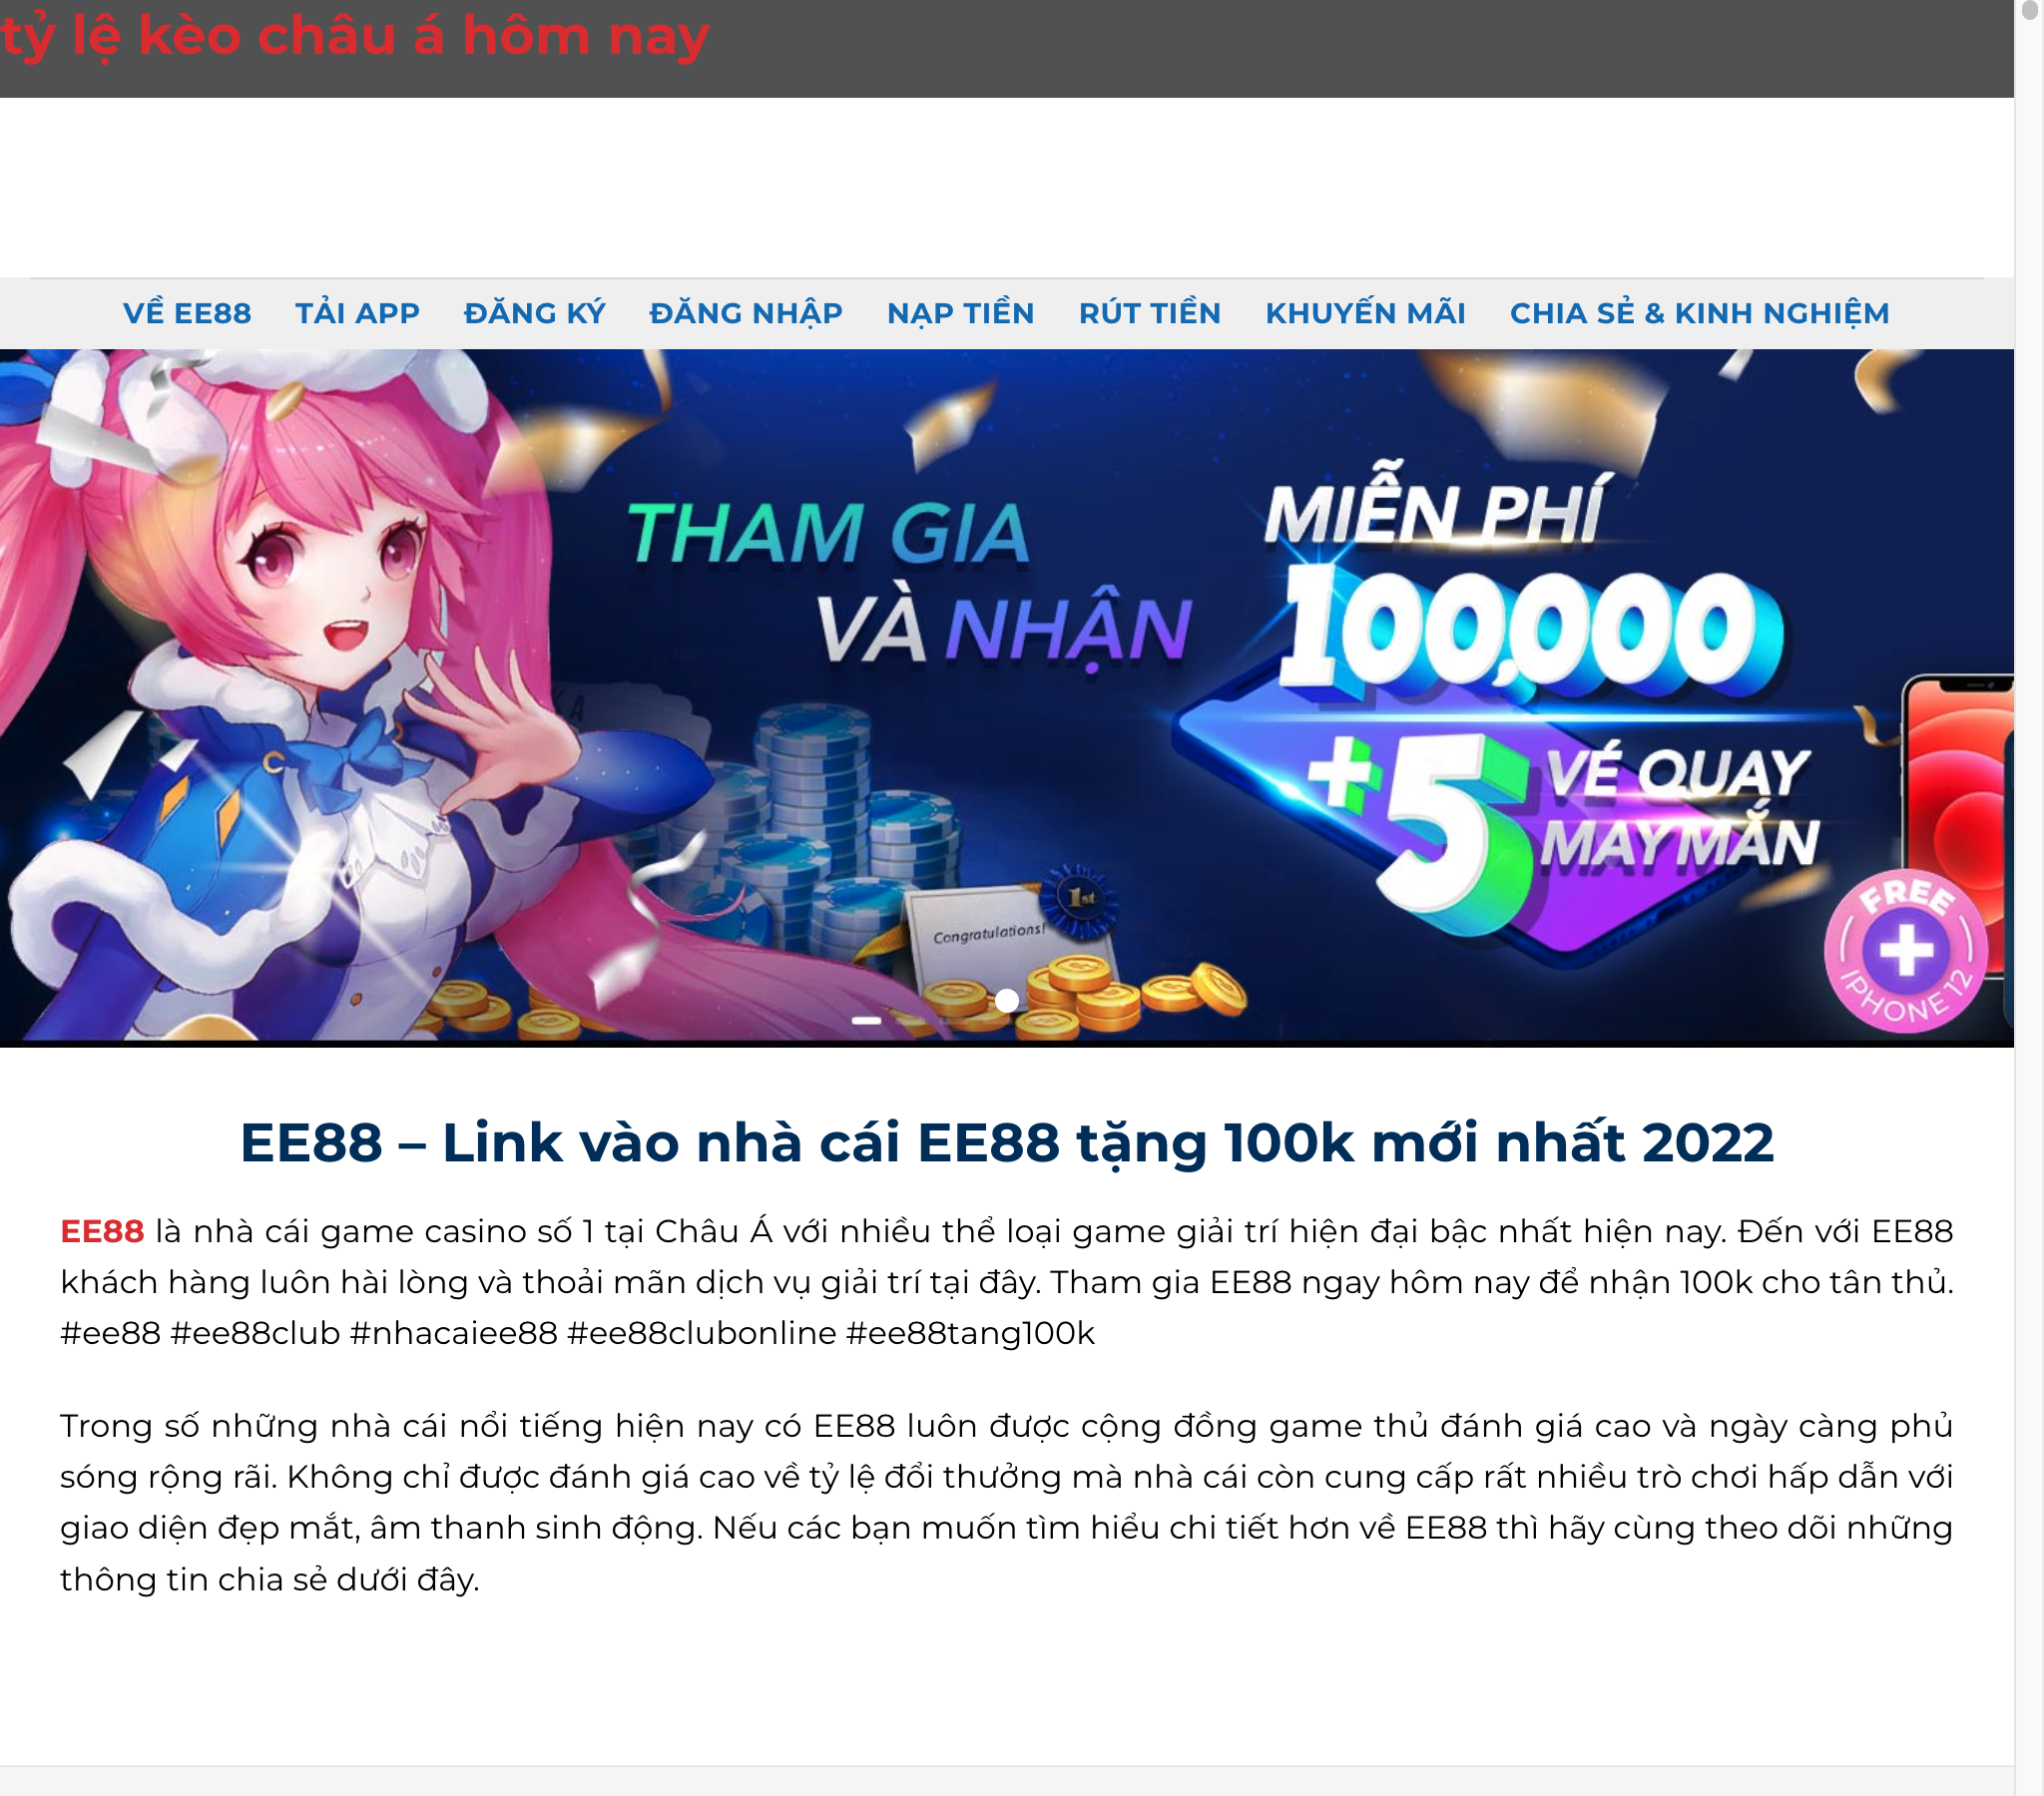 tỷ lệ kèo châu á hôm nay
VỀ EE88 TẢI APP ĐĂNG KÝ ĐĂNG NHẬP NẠP TIỀN RÚT TIỀN KHUYẾN MÃI CHIA SẺ & KINH NGHIỆM
THAM GIA
VÀ NHẬN
MIỄN PHÍ
100,000
+5 VÉ QUAY
MAY MẮN
1st
Congratulations!
FREE
IPHONE 12
EE88 – Link vào nhà cái EE88 tặng 100k mới nhất 2022
EE88 là nhà cái game casino số 1 tại Châu Á với nhiều thể loại game giải trí hiện đại bậc nhất hiện nay. Đến với EE88
khách hàng luôn hài lòng và thoải mãn dịch vụ giải trí tại đây. Tham gia EE88 ngay hôm nay để nhận 100k cho tân thủ.
#ee88 #ee88club #nhacaiee88 #ee88clubonline #ee88tang100k
Trong số những nhà cái nổi tiếng hiện nay có EE88 luôn được cộng đồng game thủ đánh giá cao và ngày càng phủ
sóng rộng rãi. Không chỉ được đánh giá cao về tỷ lệ đổi thưởng mà nhà cái còn cung cấp rất nhiều trò chơi hấp dẫn với
giao diện đẹp mắt, âm thanh sinh động. Nếu các bạn muốn tìm hiểu chi tiết hơn về EE88 thì hãy cùng theo dõi những
thông tin chia sẻ dưới đây.